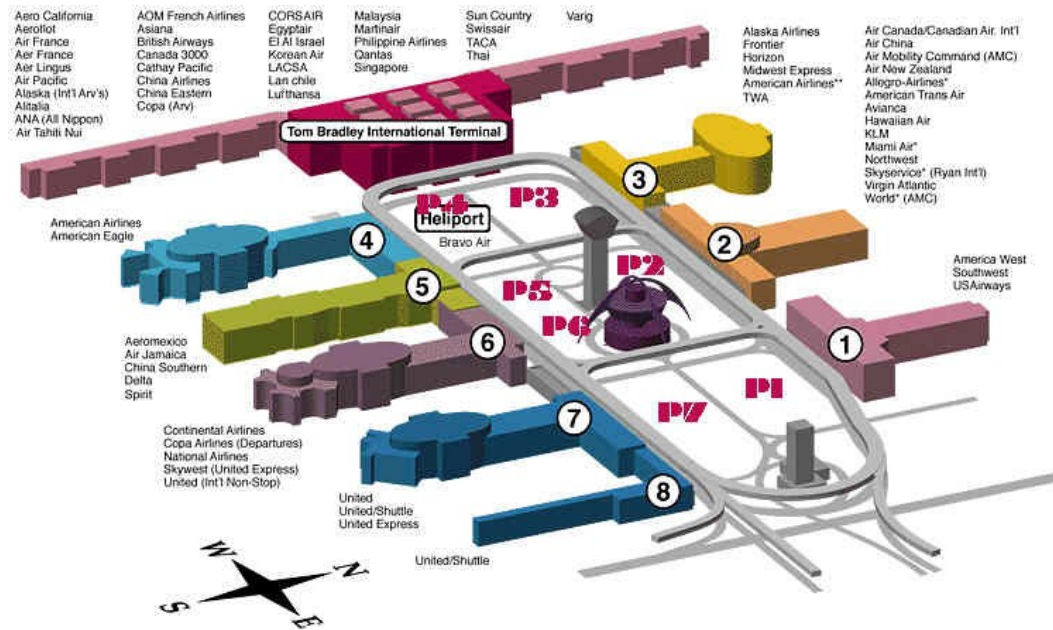 Aero California
Aeroflot
Air France
Aer France
Aer Lingus
Air Pacific
Alaska (Int'l Arv's)
Alitalia
ANA (All Nippon)
Air Tahiti Nui
AOM French Airlines
Asiana
British Airways
Canada 3000
Cathay Pacific
China Airlines
China Eastern
Copa (Arv)
CORSAIR
Egyptair
El Al Israel
Korean Air
LACSA
Lan chile
Lufthansa
Malaysia
Martinair
Philippine Airlines
Qantas
Singapore
Sun Country
Swissair
TACA
Thai
Varig
Alaska Airlines
Frontier
Horizon
Midwest Express
American Airlines**
TWA
Air Canada/Canadian Air. Int'l
Air China
Air Mobility Command (AMC)
Air New Zealand
Allegro-Airlines*
American Trans Air
Avianca
Hawaiian Air
KLM
Miami Air*
Northwest
Skyservice* (Ryan Int'l)
Virgin Atlantic
World* (AMC)
Tom Bradley International Terminal
3
P4
P3
Heliport
Bravo Air
American Airlines
American Eagle
4
2
P2
America West
Southwest
USAirways
5
P5
P6
1
6
Aeromexico
Air Jamaica
China Southern
Delta
Spirit
P1
P7
7
Continental Airlines
Copa Airlines (Departures)
National Airlines
Skywest (United Express)
United (Int'l Non-Stop)
8
United
United/Shuttle
United Express
United/Shuttle
W
N
S
E